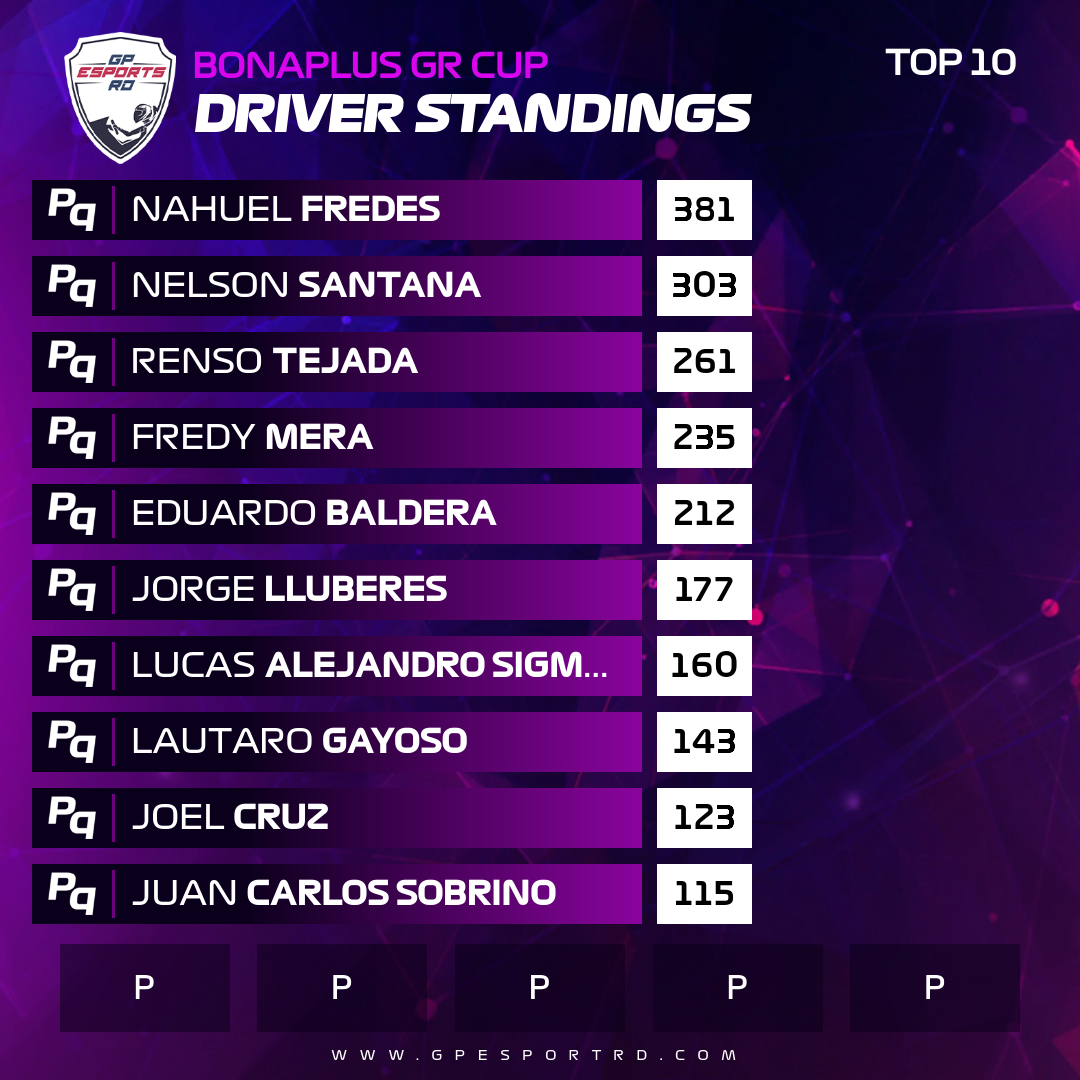 GP
ESPORTS
RD
BONAPLUS GR CUP
DRIVER STANDINGS
TOP 10
Pq NAHUEL FREDES 381
Pq NELSON SANTANA 303
Pq RENSO TEJADA 261
Pq FREDY MERA 235
Pq EDUARDO BALDERA 212
Pq JORGE LLUBERES 177
Pq LUCAS ALEJANDRO SIGM... 160
Pq LAUTARO GAYOSO 143
Pq JOEL CRUZ 123
Pq JUAN CARLOS SOBRINO 115
P P P P P
WWW.GPESPORTRD.COM